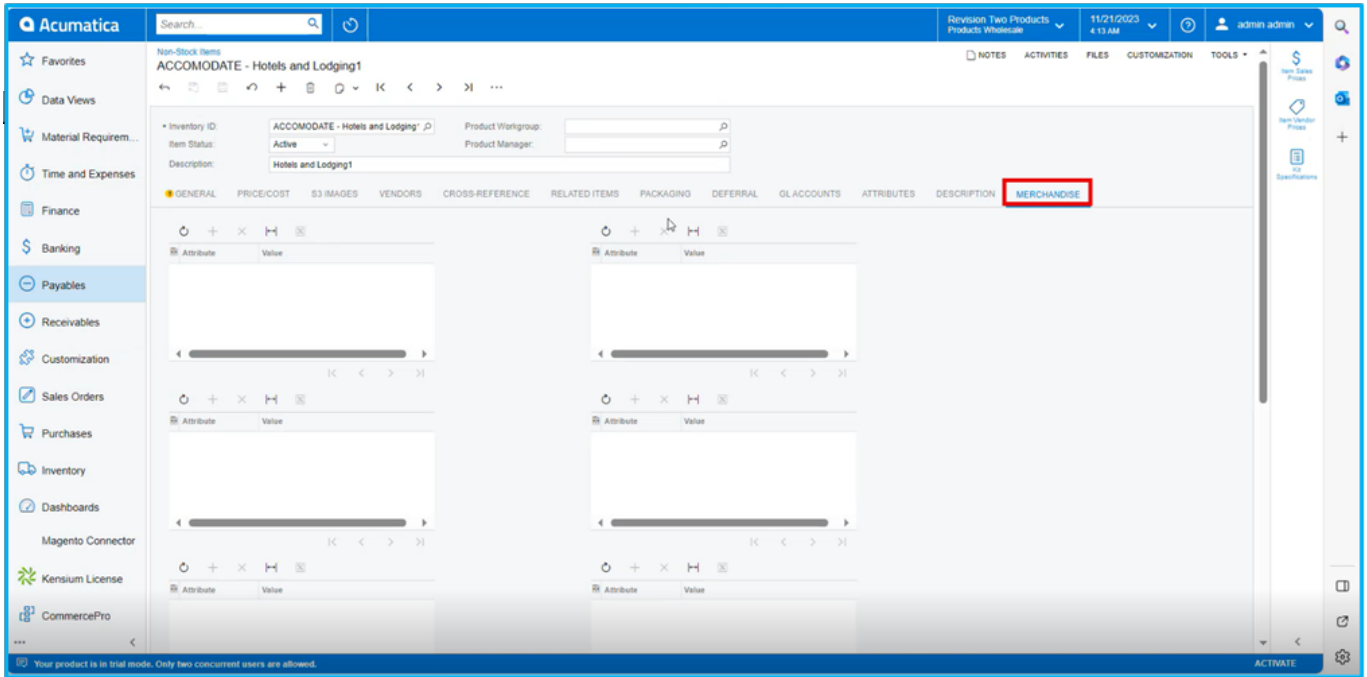 Acumatica
Search...
Revision Two Products
Products Wholesale
11/21/2023
4:13 AM
admin admin
Favorites
Data Views
Material Requirem...
Time and Expenses
Finance
Banking
Payables
Receivables
Customization
Sales Orders
Purchases
Inventory
Dashboards
Magento Connector
Kensium License
CommercePro
Non-Stock Items
ACCOMODATE - Hotels and Lodging1
NOTES ACTIVITIES FILES CUSTOMIZATION TOOLS
Inventory ID: ACCOMODATE - Hotels and Lodging1 Product Workgroup:
Item Status: Active Product Manager:
Description: Hotels and Lodging1
GENERAL PRICE/COST S3 IMAGES VENDORS CROSS-REFERENCE RELATED ITEMS PACKAGING DEFERRAL GL ACCOUNTS ATTRIBUTES DESCRIPTION MERCHANDISE
Attribute Value Attribute Value
Attribute Value Attribute Value
Attribute Value Attribute Value
Item Sales
Prices
Item Vendor
Prices
Kit
Specifications
Your product is in trial mode. Only two concurrent users are allowed.
ACTIVATE